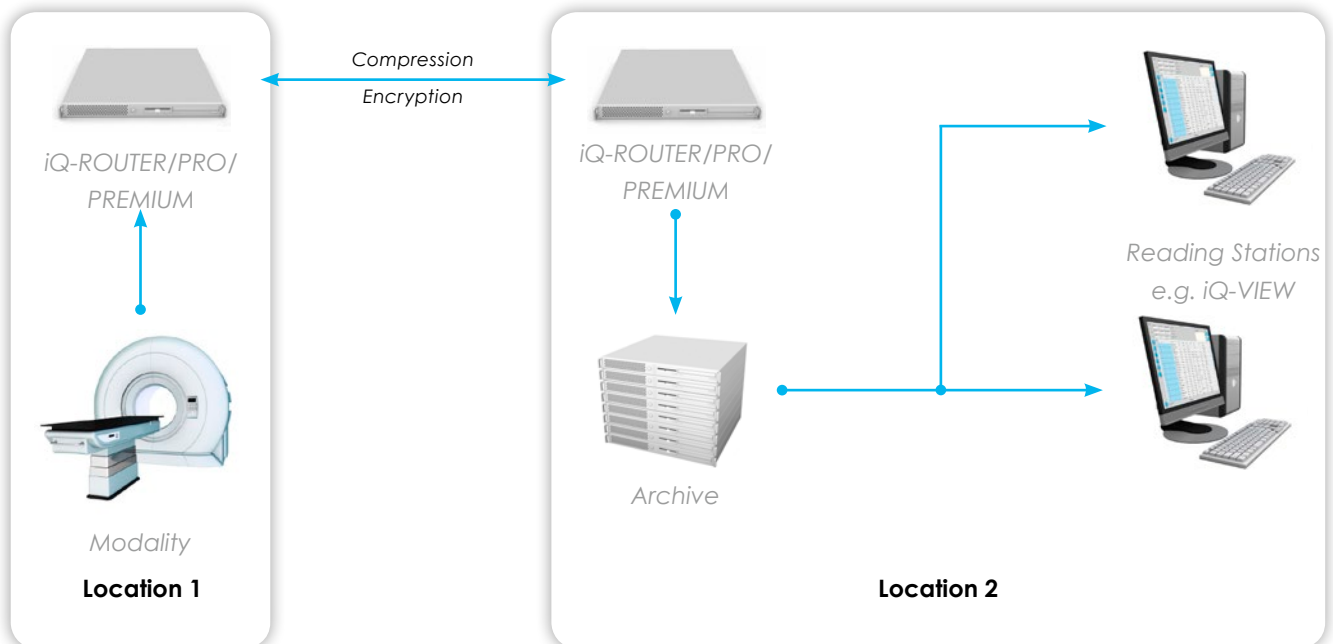 Compression
Encryption
iQ-ROUTER/PRO/
PREMIUM
iQ-ROUTER/PRO/
PREMIUM
Reading Stations
e.g. iQ-VIEW
Modality
Archive
Location 1
Location 2